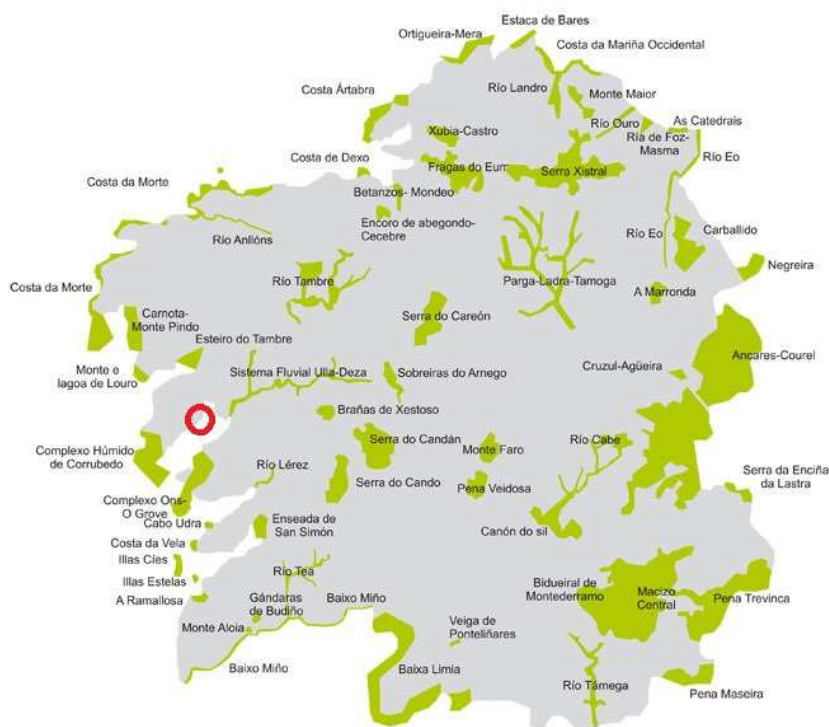 Estaca de Bares
Ortigueira-Mera
Costa da Mariña Occidental
Costa Ártabra
Río Landro
Monte Maior
Xubia-Castro
Río Ouro
As Catedrais
Ría de Foz-
Masma
Costa de Dexo
Fragas do Eum
Serra Xistral
Río Eo
Costa da Morte
Betanzos- Mondeo
Encoro de abegondo-
Cecebre
Río Anllóns
Río Eo
Carballido
Negreira
Costa da Morte
Río Tambre
Parga-Ladra-Tamoga
A Marronda
Carnota-
Monte Pindo
Serra do Careón
Esteiro do Tambre
Ancares-Courel
Monte e
lagoa de Louro
Sistema Fluvial Ulla-Deza
Sobreiras do Arnego
Cruzul-Agüeira
Brañas de Xestoso
Complexo Húmido
de Corrubedo
Serra do Candán
Monte Faro
Río Cabe
Río Lérez
Serra do Cando
Pena Veidosa
Serra da Enciña
da Lastra
Complexo Ons-
O Grove
Cabo Udra
Enseada de
San Simón
Canón do sil
Costa da Vela
Illas Cíes
Illas Estelas
Río Tea
A Ramallosa
Gándaras
de Budiño
Baixo Miño
Bidueiral de
Montederramo
Macizo
Central
Pena Trevinca
Monte Aloia
Veiga de
Ponteliñares
Baixo Miño
Baixa Limia
Río Támega
Pena Maseira